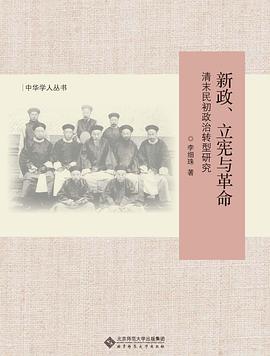 中华学人丛书
新政、立宪与革命
清末民初政治转型研究
李细珠 著
北京师范大学出版集团
北京师范大学出版社